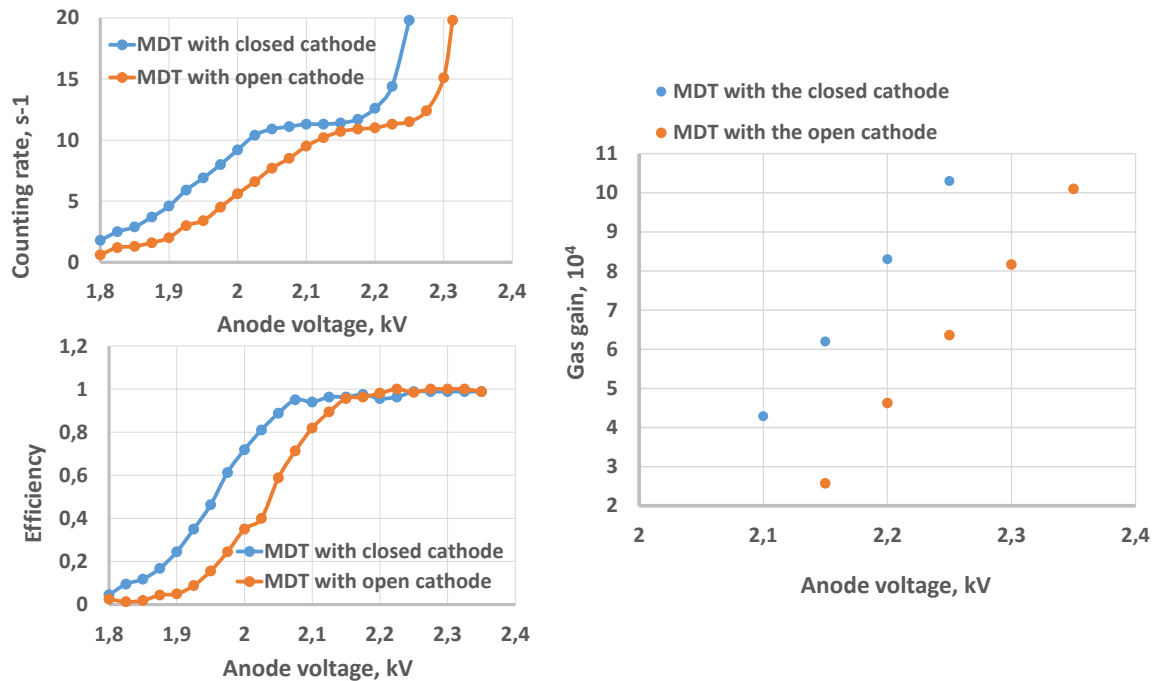 20
15
10
5
0
Counting rate, s-1
MDT with closed cathode
MDT with open cathode
1,8 1,9 2 2,1 2,2 2,3 2,4
Anode voltage, kV
1,2
1
0,8
0,6
0,4
0,2
0
Efficiency
MDT with closed cathode
MDT with open cathode
1,8 1,9 2 2,1 2,2 2,3 2,4
Anode voltage, kV
MDT with the closed cathode
MDT with the open cathode
11
10
9
8
7
6
5
4
3
2
Gas gain, 10⁴
2 2,1 2,2 2,3 2,4
Anode voltage, kV